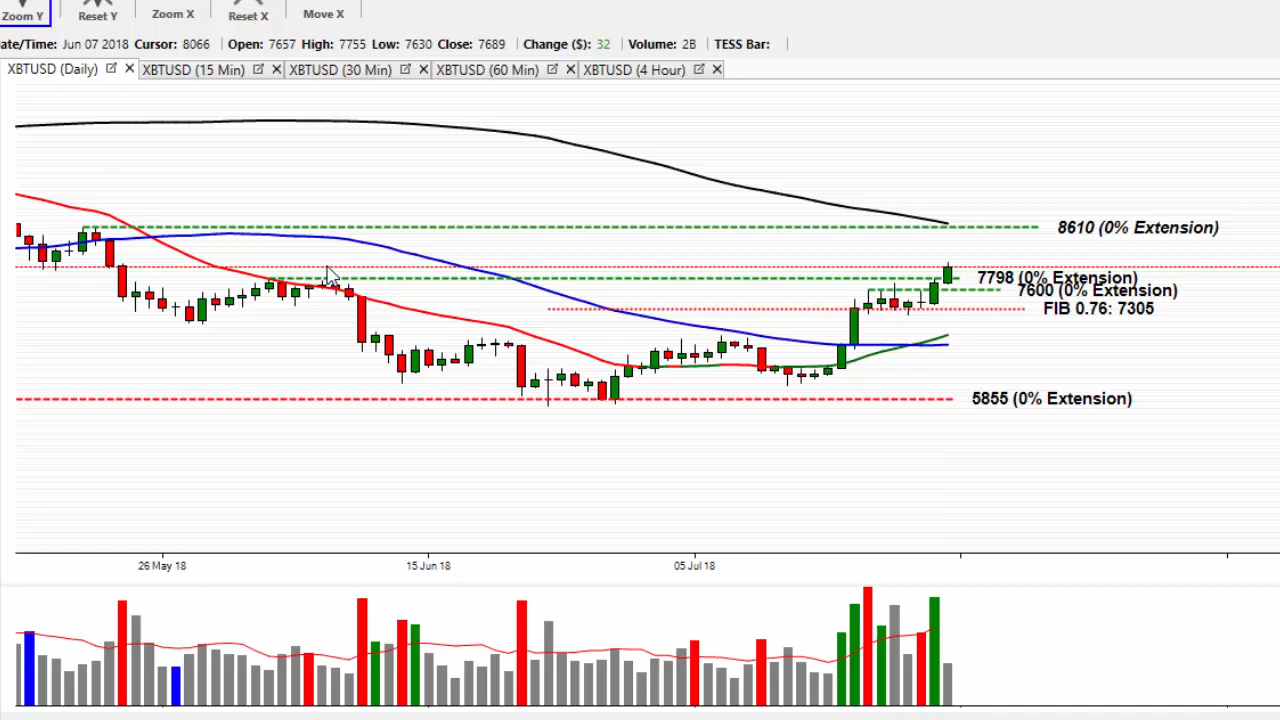 Zoom Y Reset Y Zoom X Reset X Move X
ate/Time: Jun 07 2018 Cursor: 8066 Open: 7657 High: 7755 Low: 7630 Close: 7689 Change ($): 32 Volume: 2B TESS Bar:
XBTUSD (Daily) XBTUSD (15 Min) XBTUSD (30 Min) XBTUSD (60 Min) XBTUSD (4 Hour)
8610 (0% Extension)
7798 (0% Extension)
7600 (0% Extension)
FIB 0.76: 7305
5855 (0% Extension)
26 May 18 15 Jun 18 05 Jul 18